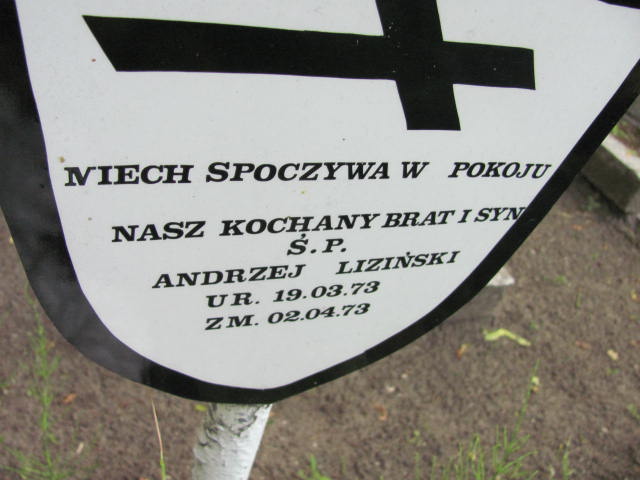 NIECH SPOCZYWA W POKOJU
NASZ KOCHANY BRAT I SYN
Ś.P.
ANDRZEJ LIZIŃSKI
UR. 19.03.73
ZM. 02.04.73